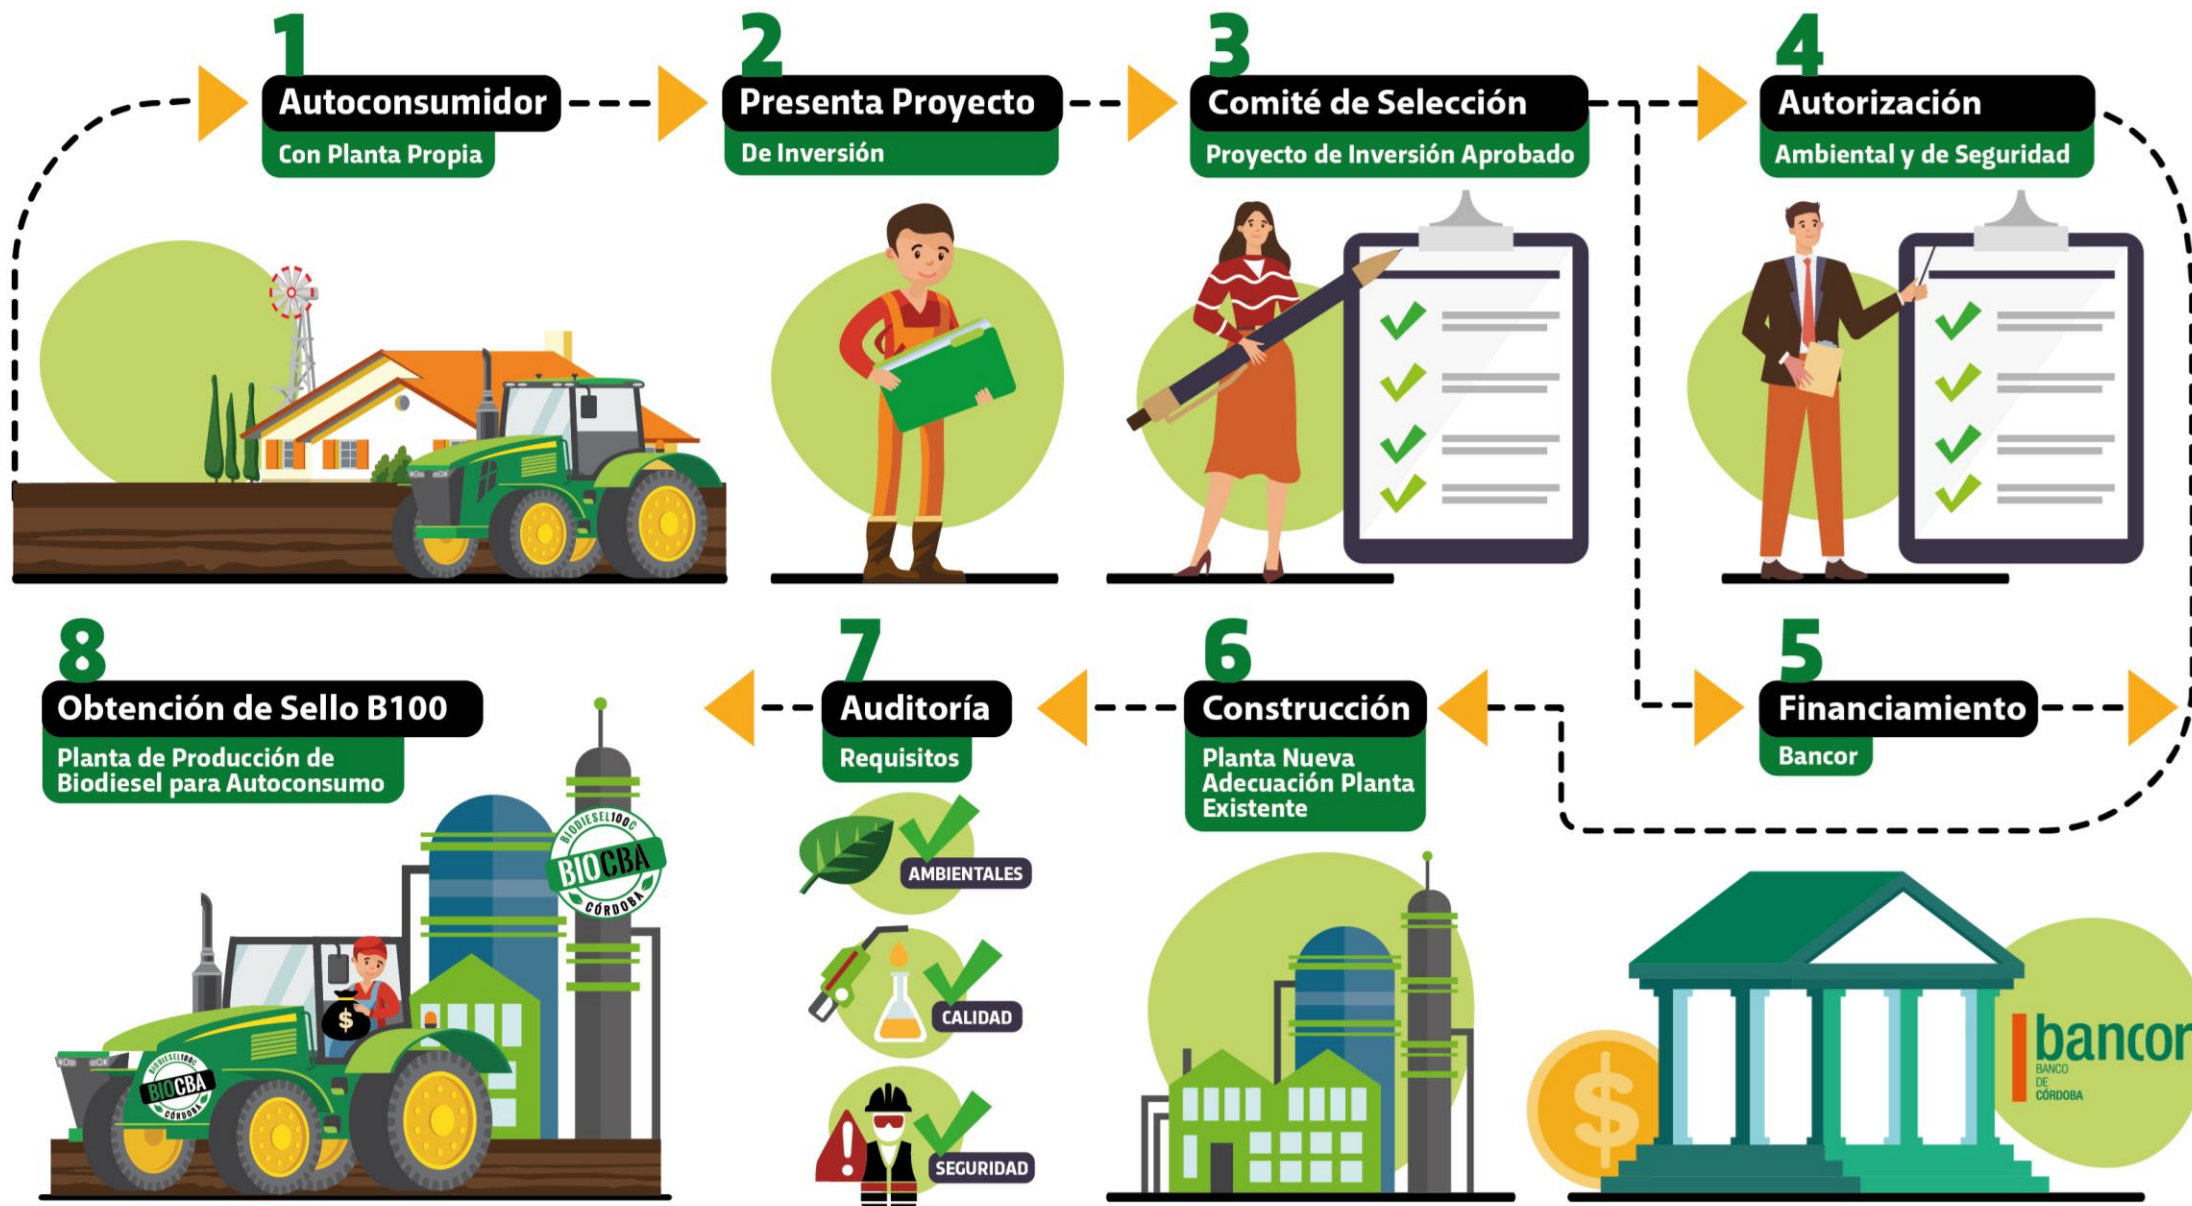 1
Autoconsumidor
Con Planta Propia
2
Presenta Proyecto
De Inversión
3
Comité de Selección
Proyecto de Inversión Aprobado
4
Autorización
Ambiental y de Seguridad
5
Financiamiento
Bancor
6
Construcción
Planta Nueva
Adecuación Planta
Existente
7
Auditoría
Requisitos
AMBIENTALES
CALIDAD
SEGURIDAD
8
Obtención de Sello B100
Planta de Producción de
Biodiesel para Autoconsumo
BIODIESEL100C
BIOCBA
CÓRDOBA
$
BIODIESEL100C
BIOCBA
CÓRDOBA
$
bancor
BANCO
DE
CÓRDOBA